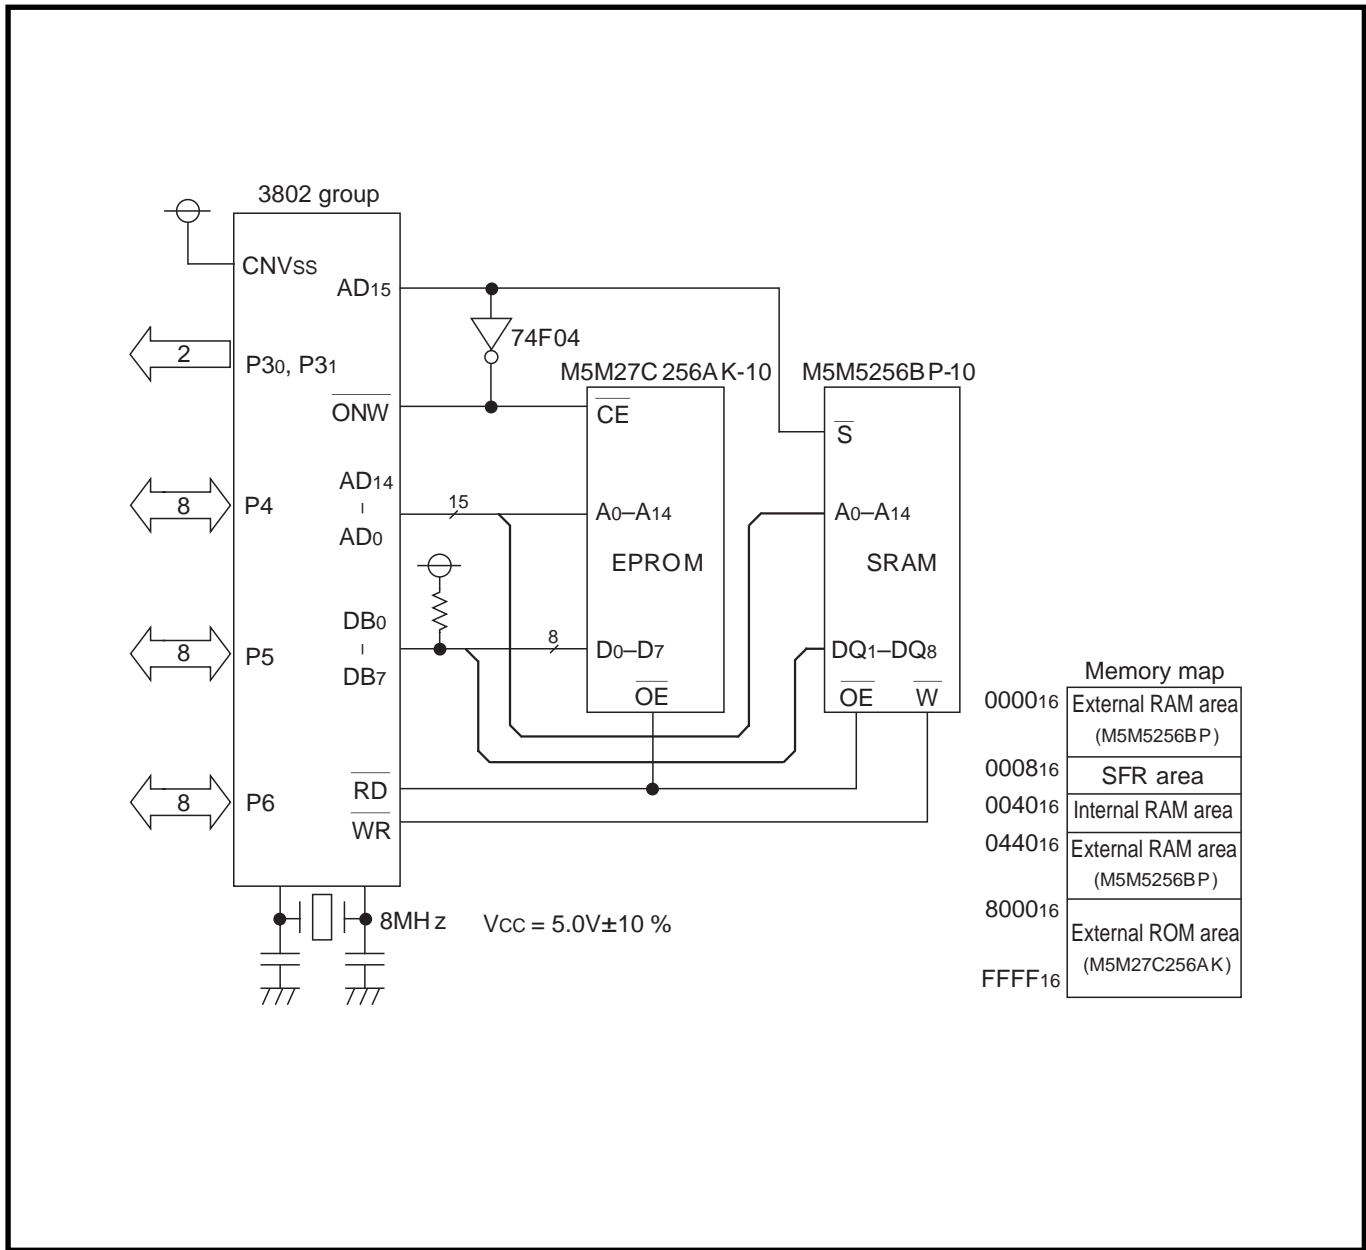 3802 group
CNVSS
AD15
2
P30, P31
74F04
M5M27C256AK-10
M5M5256BP-10
ONW
CE
S
8
P4
AD14
–
AD0
15
A0–A14
A0–A14
EPROM
SRAM
8
P5
DB0
–
DB7
8
D0–D7
DQ1–DQ8
OE
OE
W
8
P6
RD
WR
8MHz
VCC = 5.0V±10 %
Memory map
000016
External RAM area
(M5M5256BP)
000816
SFR area
004016
Internal RAM area
044016
External RAM area
(M5M5256BP)
800016
External ROM area
(M5M27C256AK)
FFFF16